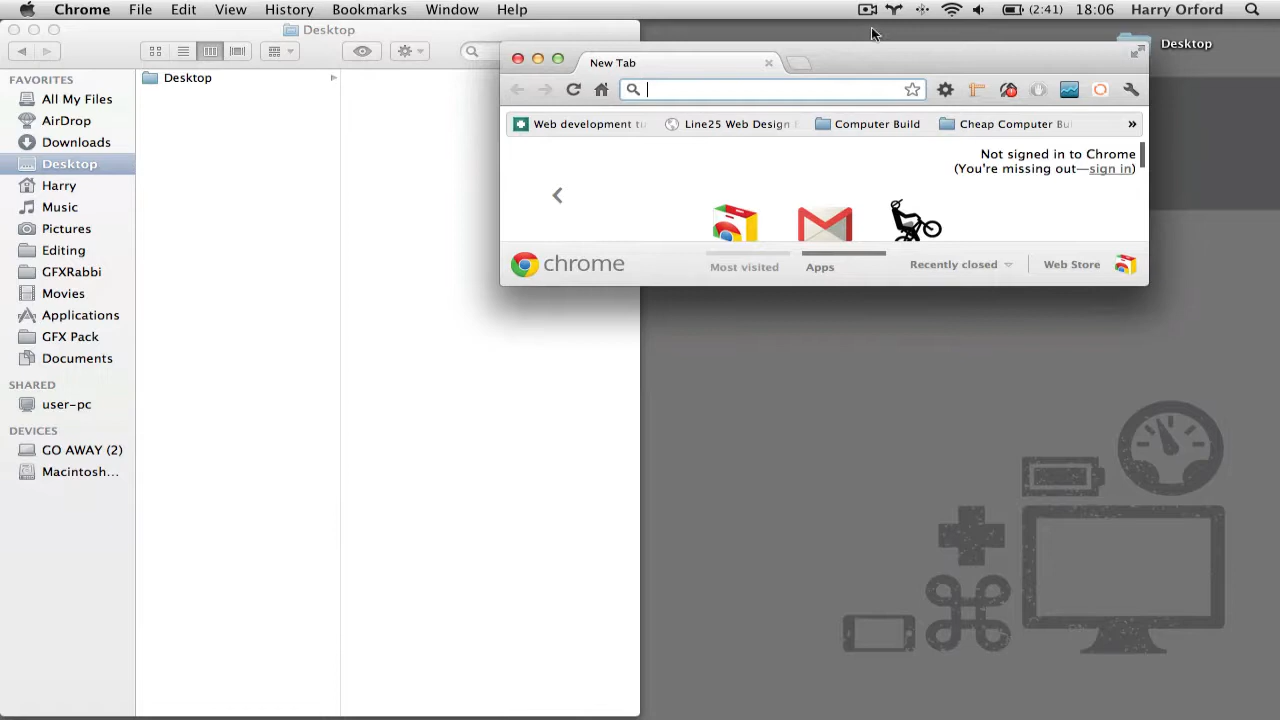 Chrome File Edit View History Bookmarks Window Help (2:41) 18:06 Harry Orford
Desktop
Desktop
New Tab
FAVORITES
All My Files
AirDrop
Downloads
Desktop
Harry
Music
Pictures
Editing
GFXRabbi
Movies
Applications
GFX Pack
Documents
SHARED
user-pc
DEVICES
GO AWAY (2)
Macintosh...
Desktop
Web development Line25 Web Design Computer Build Cheap Computer »
Not signed in to Chrome
(You're missing out—sign in)
chrome Most visited Apps Recently closed Web Store